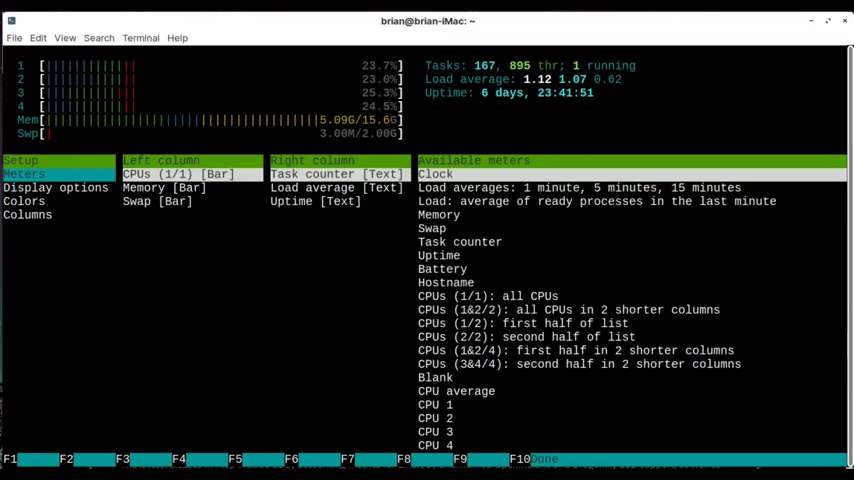 brian@brian-iMac: ~
File Edit View Search Terminal Help
1 [|||||||||||||| 23.7%] Tasks: 167, 895 thr; 1 running
2 [|||||||||||||| 23.0%] Load average: 1.12 1.07 0.62
3 [|||||||||||||| 25.3%] Uptime: 6 days, 23:41:51
4 [|||||||||||||| 24.5%]
Mem[|||||||||||||||||||||||||||||||||||||||5.09G/15.6G]
Swp[| 3.00M/2.00G]
Setup Left column Right column Available meters
Meters CPUs (1/1) [Bar] Task counter [Text] Clock
Display options Memory [Bar] Load average [Text] Load averages: 1 minute, 5 minutes, 15 minutes
Colors Swap [Bar] Uptime [Text] Load: average of ready processes in the last minute
Columns Memory
Swap
Task counter
Uptime
Battery
Hostname
CPUs (1/1): all CPUs
CPUs (1&2/2): all CPUs in 2 shorter columns
CPUs (1/2): first half of list
CPUs (2/2): second half of list
CPUs (1&2/4): first half in 2 shorter columns
CPUs (3&4/4): second half in 2 shorter columns
Blank
CPU average
CPU 1
CPU 2
CPU 3
CPU 4
F1 F2 F3 F4 F5 F6 F7 F8 F9 F10Done